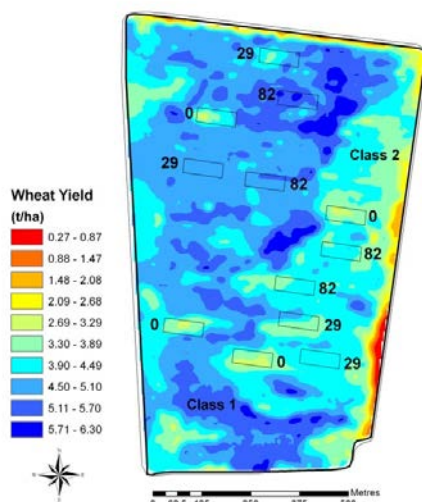 29
82
0
Class 2
29
82
0
82
82
0
29
0
29
Class 1
Wheat Yield
(t/ha)
0.27 - 0.87
0.88 - 1.47
1.48 - 2.08
2.09 - 2.68
2.69 - 3.29
3.30 - 3.89
3.90 - 4.49
4.50 - 5.10
5.11 - 5.70
5.71 - 6.30
Metres